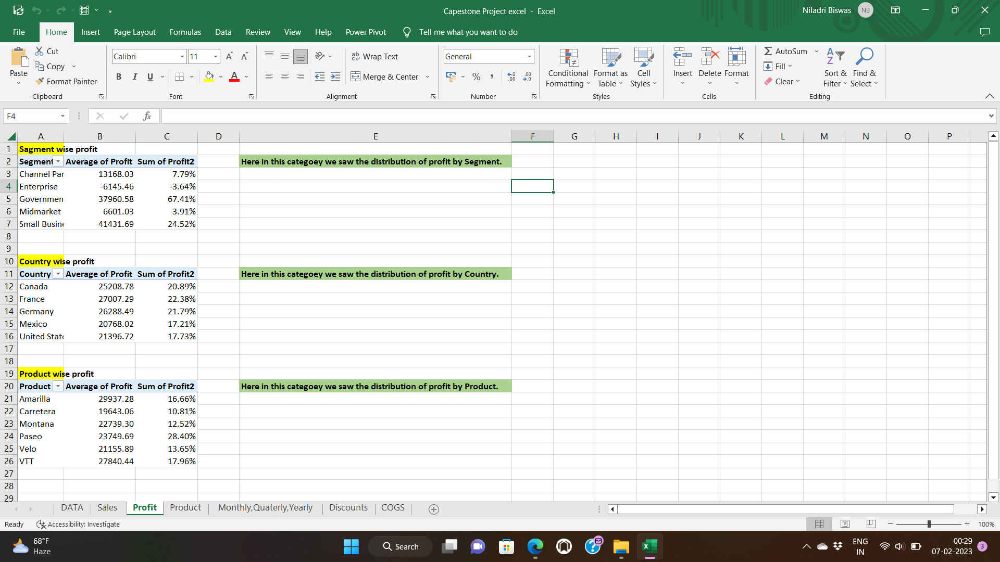 Capestone Project excel - Excel
Niladri Biswas NB
File Home Insert Page Layout Formulas Data Review View Help Power Pivot Tell me what you want to do
Paste
Cut
Copy
Format Painter
Clipboard
Calibri 11
B I U
Font
Wrap Text
Merge & Center
Alignment
General
Number
Conditional Formatting
Format as Table
Cell Styles
Styles
Insert Delete Format
Cells
AutoSum
Fill
Clear
Sort & Filter
Find & Select
Editing
F4 fx
A B C D E F G H I J K L M N O P
1 Sagment wise profit
2 Segment Average of Profit Sum of Profit2 Here in this categoey we saw the distribution of profit by Segment.
3 Channel Par 13168.03 7.79%
4 Enterprise -6145.46 -3.64%
5 Governmen 37960.58 67.41%
6 Midmarket 6601.03 3.91%
7 Small Busine 41431.69 24.52%
8
9
10 Country wise profit
11 Country Average of Profit Sum of Profit2 Here in this categoey we saw the distribution of profit by Country.
12 Canada 25208.78 20.89%
13 France 27007.29 22.38%
14 Germany 26288.49 21.79%
15 Mexico 20768.02 17.21%
16 United State 21396.72 17.73%
17
18
19 Product wise profit
20 Product Average of Profit Sum of Profit2 Here in this categoey we saw the distribution of profit by Product.
21 Amarilla 29937.28 16.66%
22 Carretera 19643.06 10.81%
23 Montana 22739.30 12.52%
24 Paseo 23749.69 28.40%
25 Velo 21155.89 13.65%
26 VTT 27840.44 17.96%
27
28
29
DATA Sales Profit Product Monthly,Quaterly,Yearly Discounts COGS
Ready Accessibility: Investigate 100%
68°F
Haze
Search
ENG
IN
00:29
07-02-2023
3